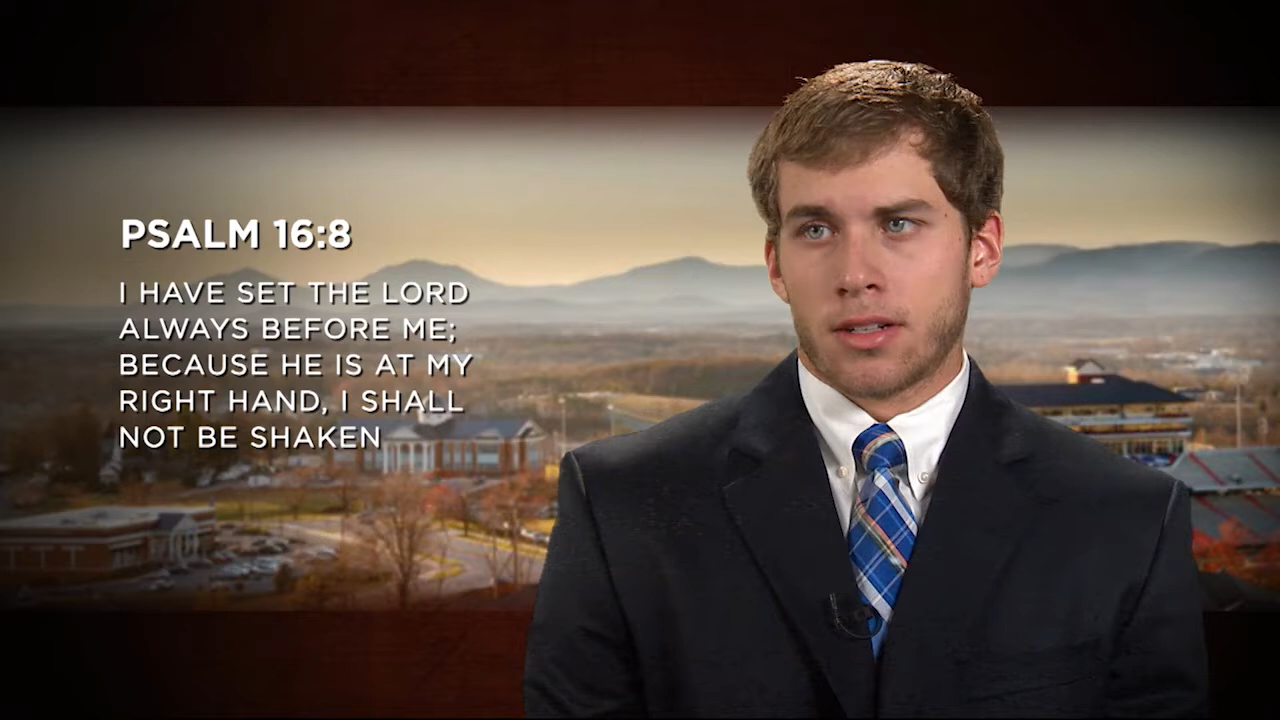 PSALM 16:8
I HAVE SET THE LORD
ALWAYS BEFORE ME;
BECAUSE HE IS AT MY
RIGHT HAND, I SHALL
NOT BE SHAKEN